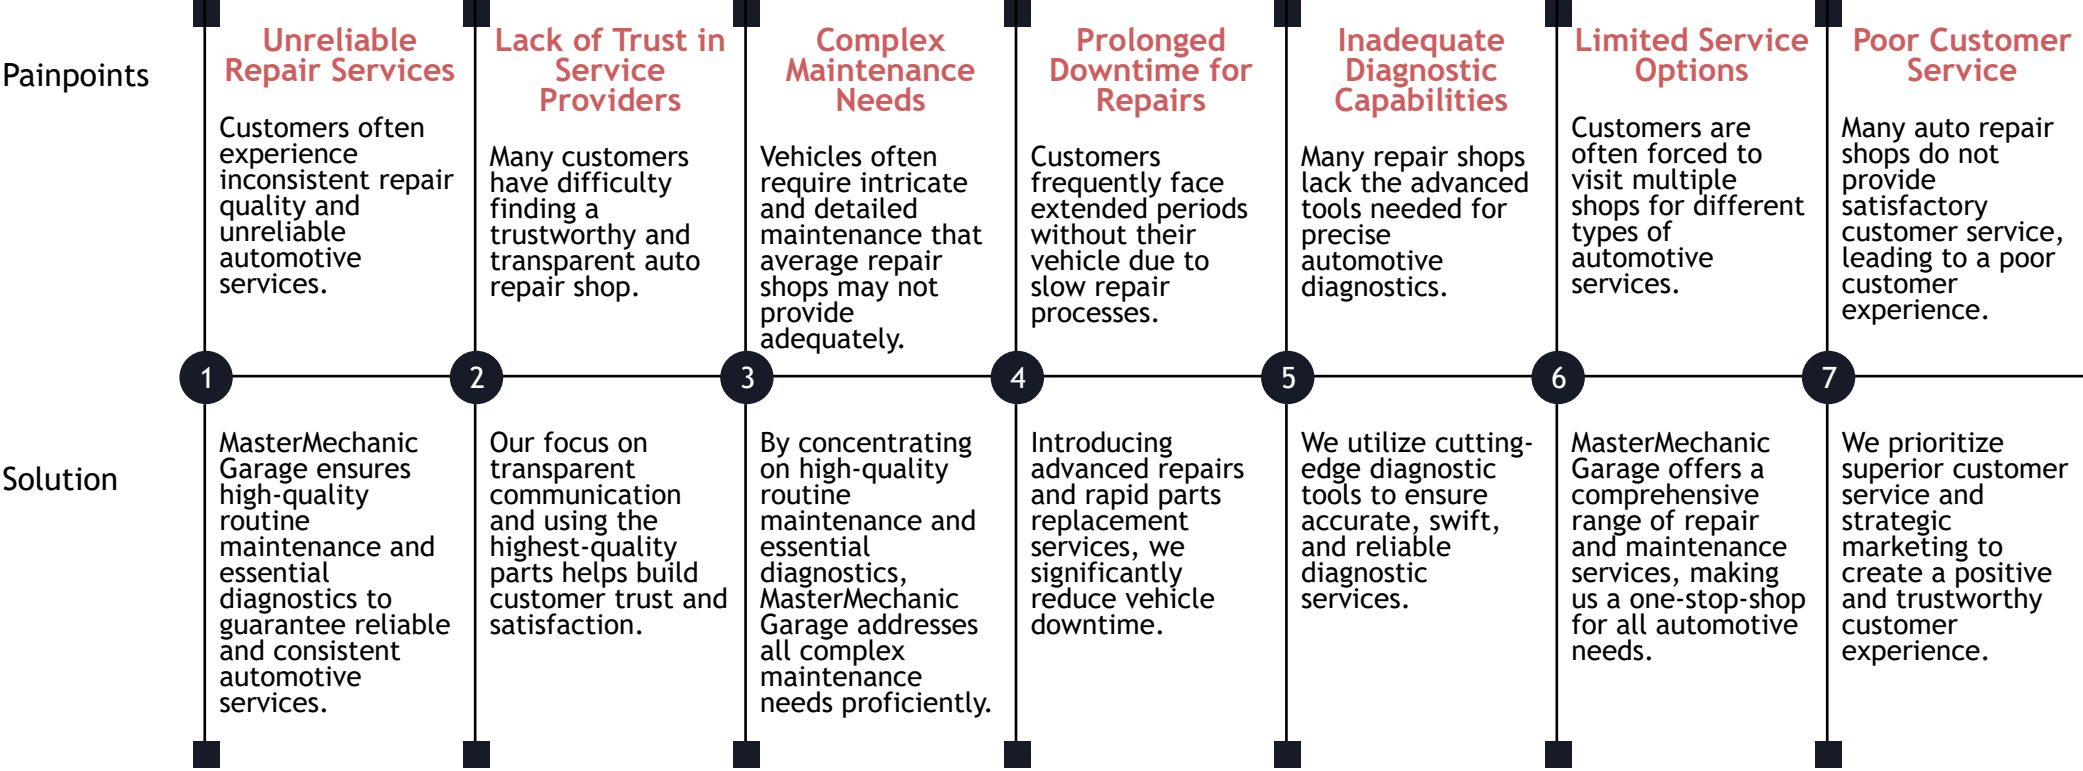 Painpoints
Unreliable
Repair Services
Customers often
experience
inconsistent repair
quality and
unreliable
automotive
services.
Lack of Trust in
Service
Providers
Many customers
have difficulty
finding a
trustworthy and
transparent auto
repair shop.
Complex
Maintenance
Needs
Vehicles often
require intricate
and detailed
maintenance that
average repair
shops may not
provide
adequately.
Prolonged
Downtime for
Repairs
Customers
frequently face
extended periods
without their
vehicle due to
slow repair
processes.
Inadequate
Diagnostic
Capabilities
Many repair shops
lack the advanced
tools needed for
precise
automotive
diagnostics.
Limited Service
Options
Customers are
often forced to
visit multiple
shops for different
types of
automotive
services.
Poor Customer
Service
Many auto repair
shops do not
provide
satisfactory
customer service,
leading to a poor
customer
experience.
1
2
3
4
5
6
7
Solution
MasterMechanic
Garage ensures
high-quality
routine
maintenance and
essential
diagnostics to
guarantee reliable
and consistent
automotive
services.
Our focus on
transparent
communication
and using the
highest-quality
parts helps build
customer trust and
satisfaction.
By concentrating
on high-quality
routine
maintenance and
essential
diagnostics,
MasterMechanic
Garage addresses
all complex
maintenance
needs proficiently.
Introducing
advanced repairs
and rapid parts
replacement
services, we
significantly
reduce vehicle
downtime.
We utilize cutting-
edge diagnostic
tools to ensure
accurate, swift,
and reliable
diagnostic
services.
MasterMechanic
Garage offers a
comprehensive
range of repair
and maintenance
services, making
us a one-stop-shop
for all automotive
needs.
We prioritize
superior customer
service and
strategic
marketing to
create a positive
and trustworthy
customer
experience.